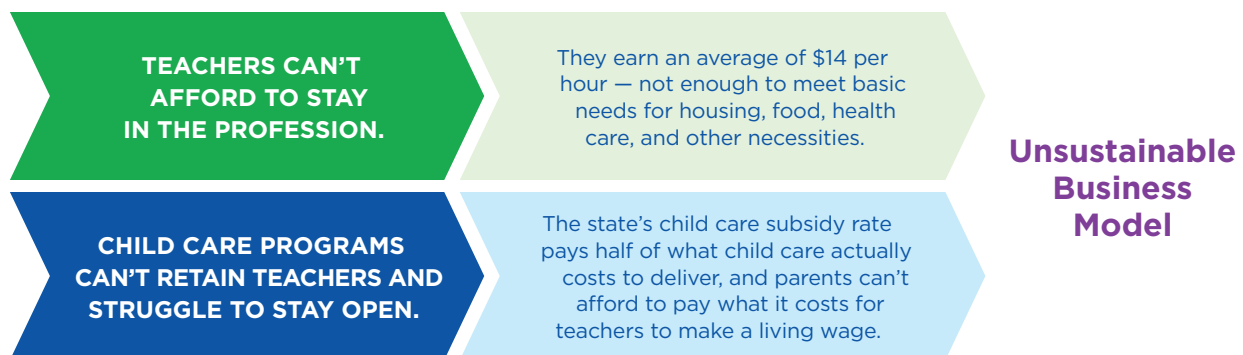 TEACHERS CAN’T
AFFORD TO STAY
IN THE PROFESSION.
They earn an average of $14 per
hour — not enough to meet basic
needs for housing, food, health
care, and other necessities.
CHILD CARE PROGRAMS
CAN’T RETAIN TEACHERS AND
STRUGGLE TO STAY OPEN.
The state’s child care subsidy rate
pays half of what child care actually
costs to deliver, and parents can’t
afford to pay what it costs for
teachers to make a living wage.
Unsustainable
Business
Model